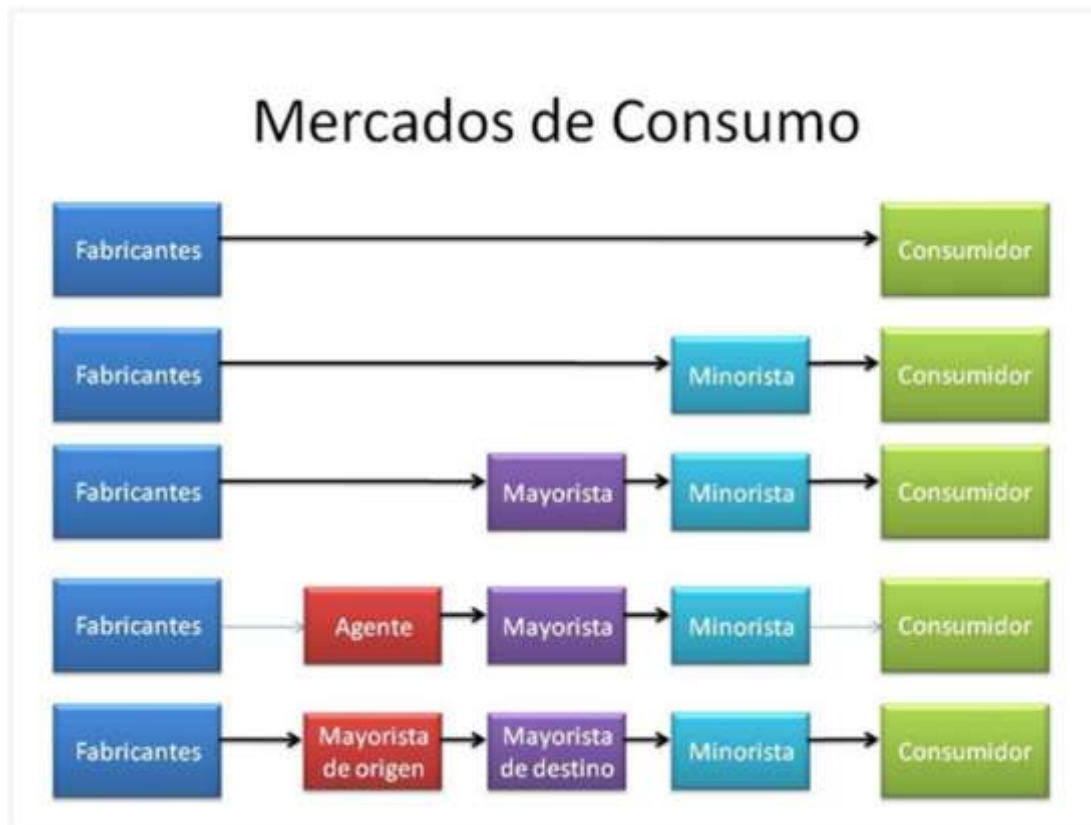 Mercados de Consumo
Fabricantes
Consumidor
Fabricantes
Minorista
Consumidor
Fabricantes
Mayorista
Minorista
Consumidor
Fabricantes
Agente
Mayorista
Minorista
Consumidor
Fabricantes
Mayorista
de origen
Mayorista
de destino
Minorista
Consumidor